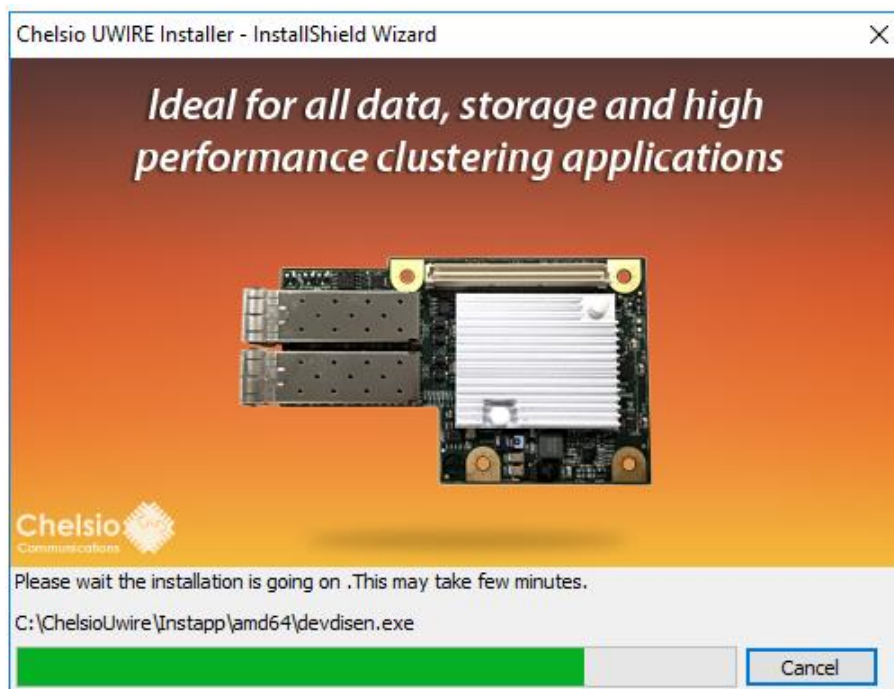 Chelsio UWIRE Installer - InstallShield Wizard
Ideal for all data, storage and high
performance clustering applications
Chelsio
Communications
Please wait the installation is going on .This may take few minutes.
C:\ChelsioUwire\Instapp\amd64\devdisen.exe
Cancel